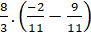 8/3 . (-2/11 − 9/11)